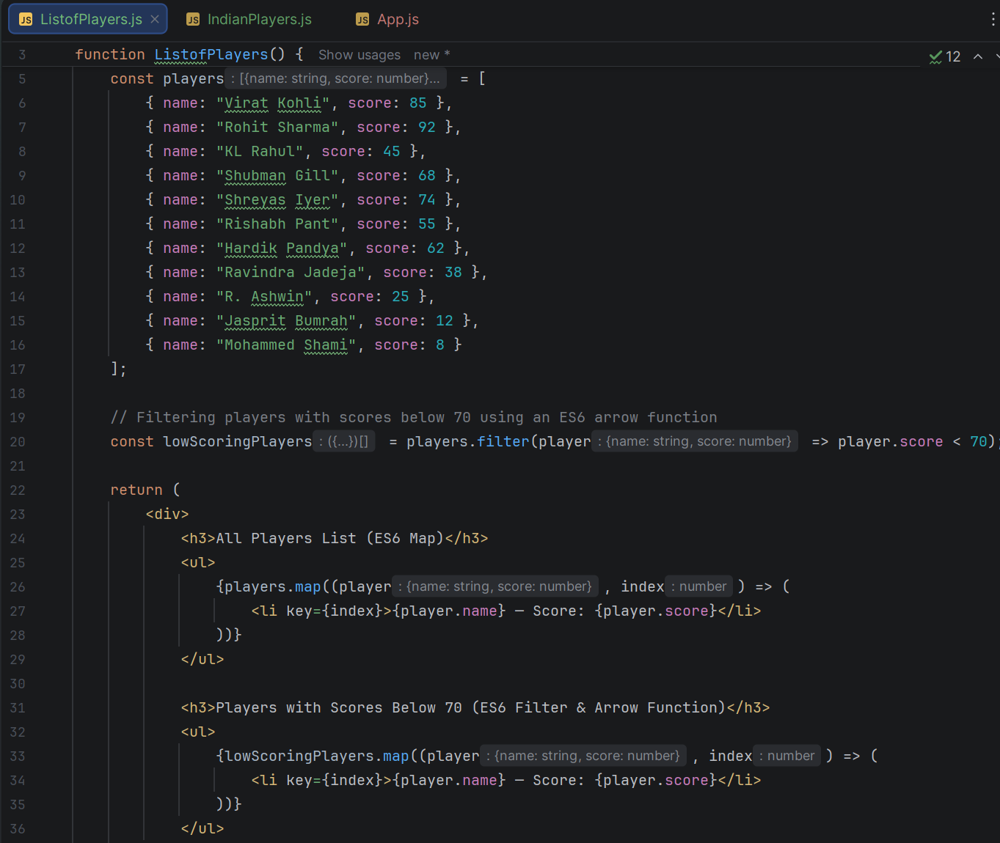 JS ListofPlayers.js × JS IndianPlayers.js JS App.js
3 function ListofPlayers() { Show usages new * 12
5 const players : [{name: string, score: number}... = [
6 { name: "Virat Kohli", score: 85 },
7 { name: "Rohit Sharma", score: 92 },
8 { name: "KL Rahul", score: 45 },
9 { name: "Shubman Gill", score: 68 },
10 { name: "Shreyas Iyer", score: 74 },
11 { name: "Rishabh Pant", score: 55 },
12 { name: "Hardik Pandya", score: 62 },
13 { name: "Ravindra Jadeja", score: 38 },
14 { name: "R. Ashwin", score: 25 },
15 { name: "Jasprit Bumrah", score: 12 },
16 { name: "Mohammed Shami", score: 8 }
17 ];
18
19 // Filtering players with scores below 70 using an ES6 arrow function
20 const lowScoringPlayers : ({...})[] = players.filter(player : {name: string, score: number} => player.score < 70);
21
22 return (
23 <div>
24 <h3>All Players List (ES6 Map)</h3>
25 <ul>
26 {players.map((player : {name: string, score: number} , index : number ) => (
27 <li key={index}>{player.name} — Score: {player.score}</li>
28 ))}
29 </ul>
30
31 <h3>Players with Scores Below 70 (ES6 Filter & Arrow Function)</h3>
32 <ul>
33 {lowScoringPlayers.map((player : {name: string, score: number} , index : number ) => (
34 <li key={index}>{player.name} — Score: {player.score}</li>
35 ))}
36 </ul>